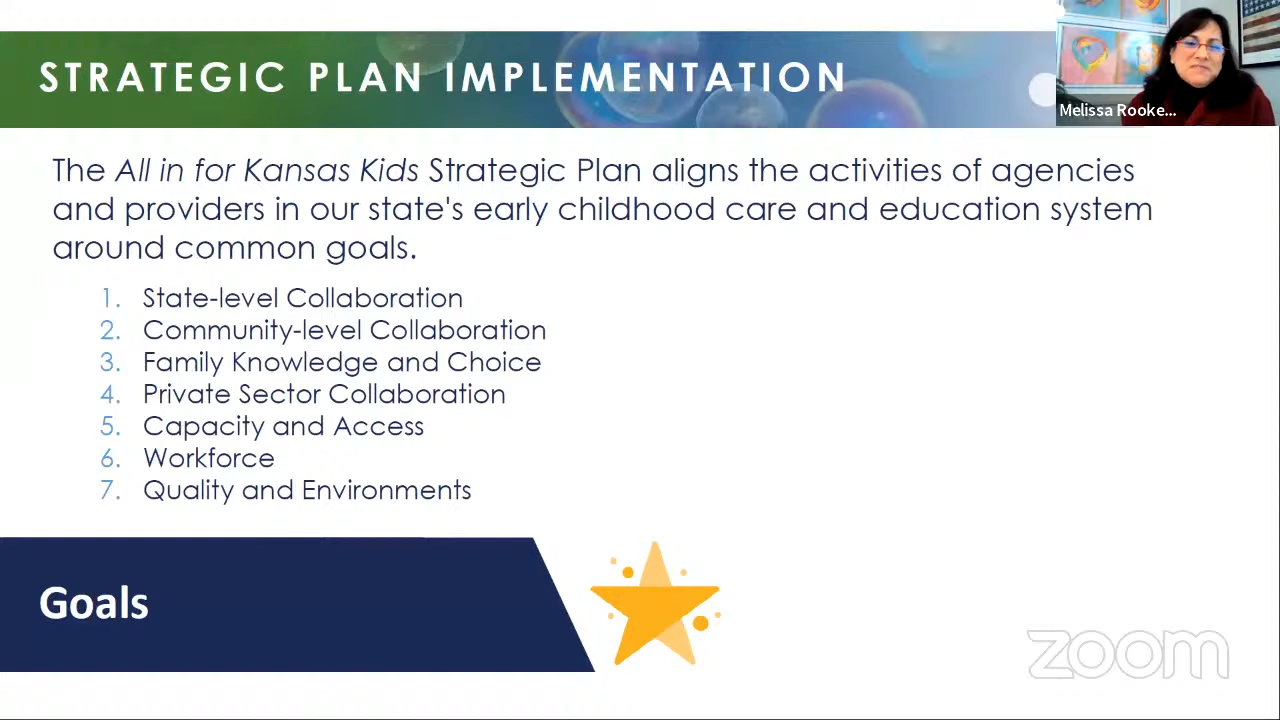 STRATEGIC PLAN IMPLEMENTATION
Melissa Rooke...
The All in for Kansas Kids Strategic Plan aligns the activities of agencies
and providers in our state's early childhood care and education system
around common goals.
1. State-level Collaboration
2. Community-level Collaboration
3. Family Knowledge and Choice
4. Private Sector Collaboration
5. Capacity and Access
6. Workforce
7. Quality and Environments
Goals
zoom